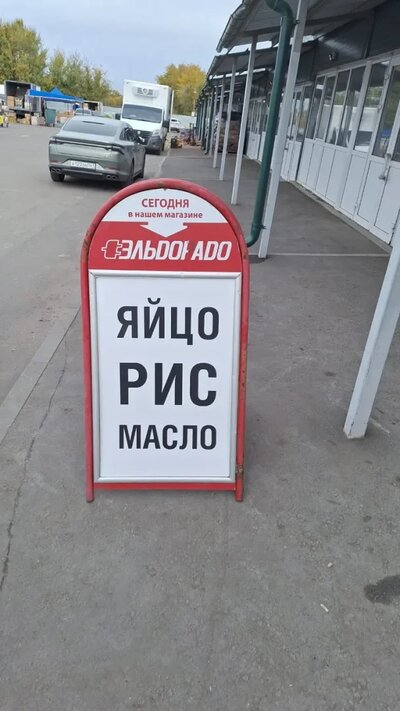 СЕГОДНЯ
в нашем магазине
ЭЛЬДОРАДО
ЯЙЦО
РИС
МАСЛО